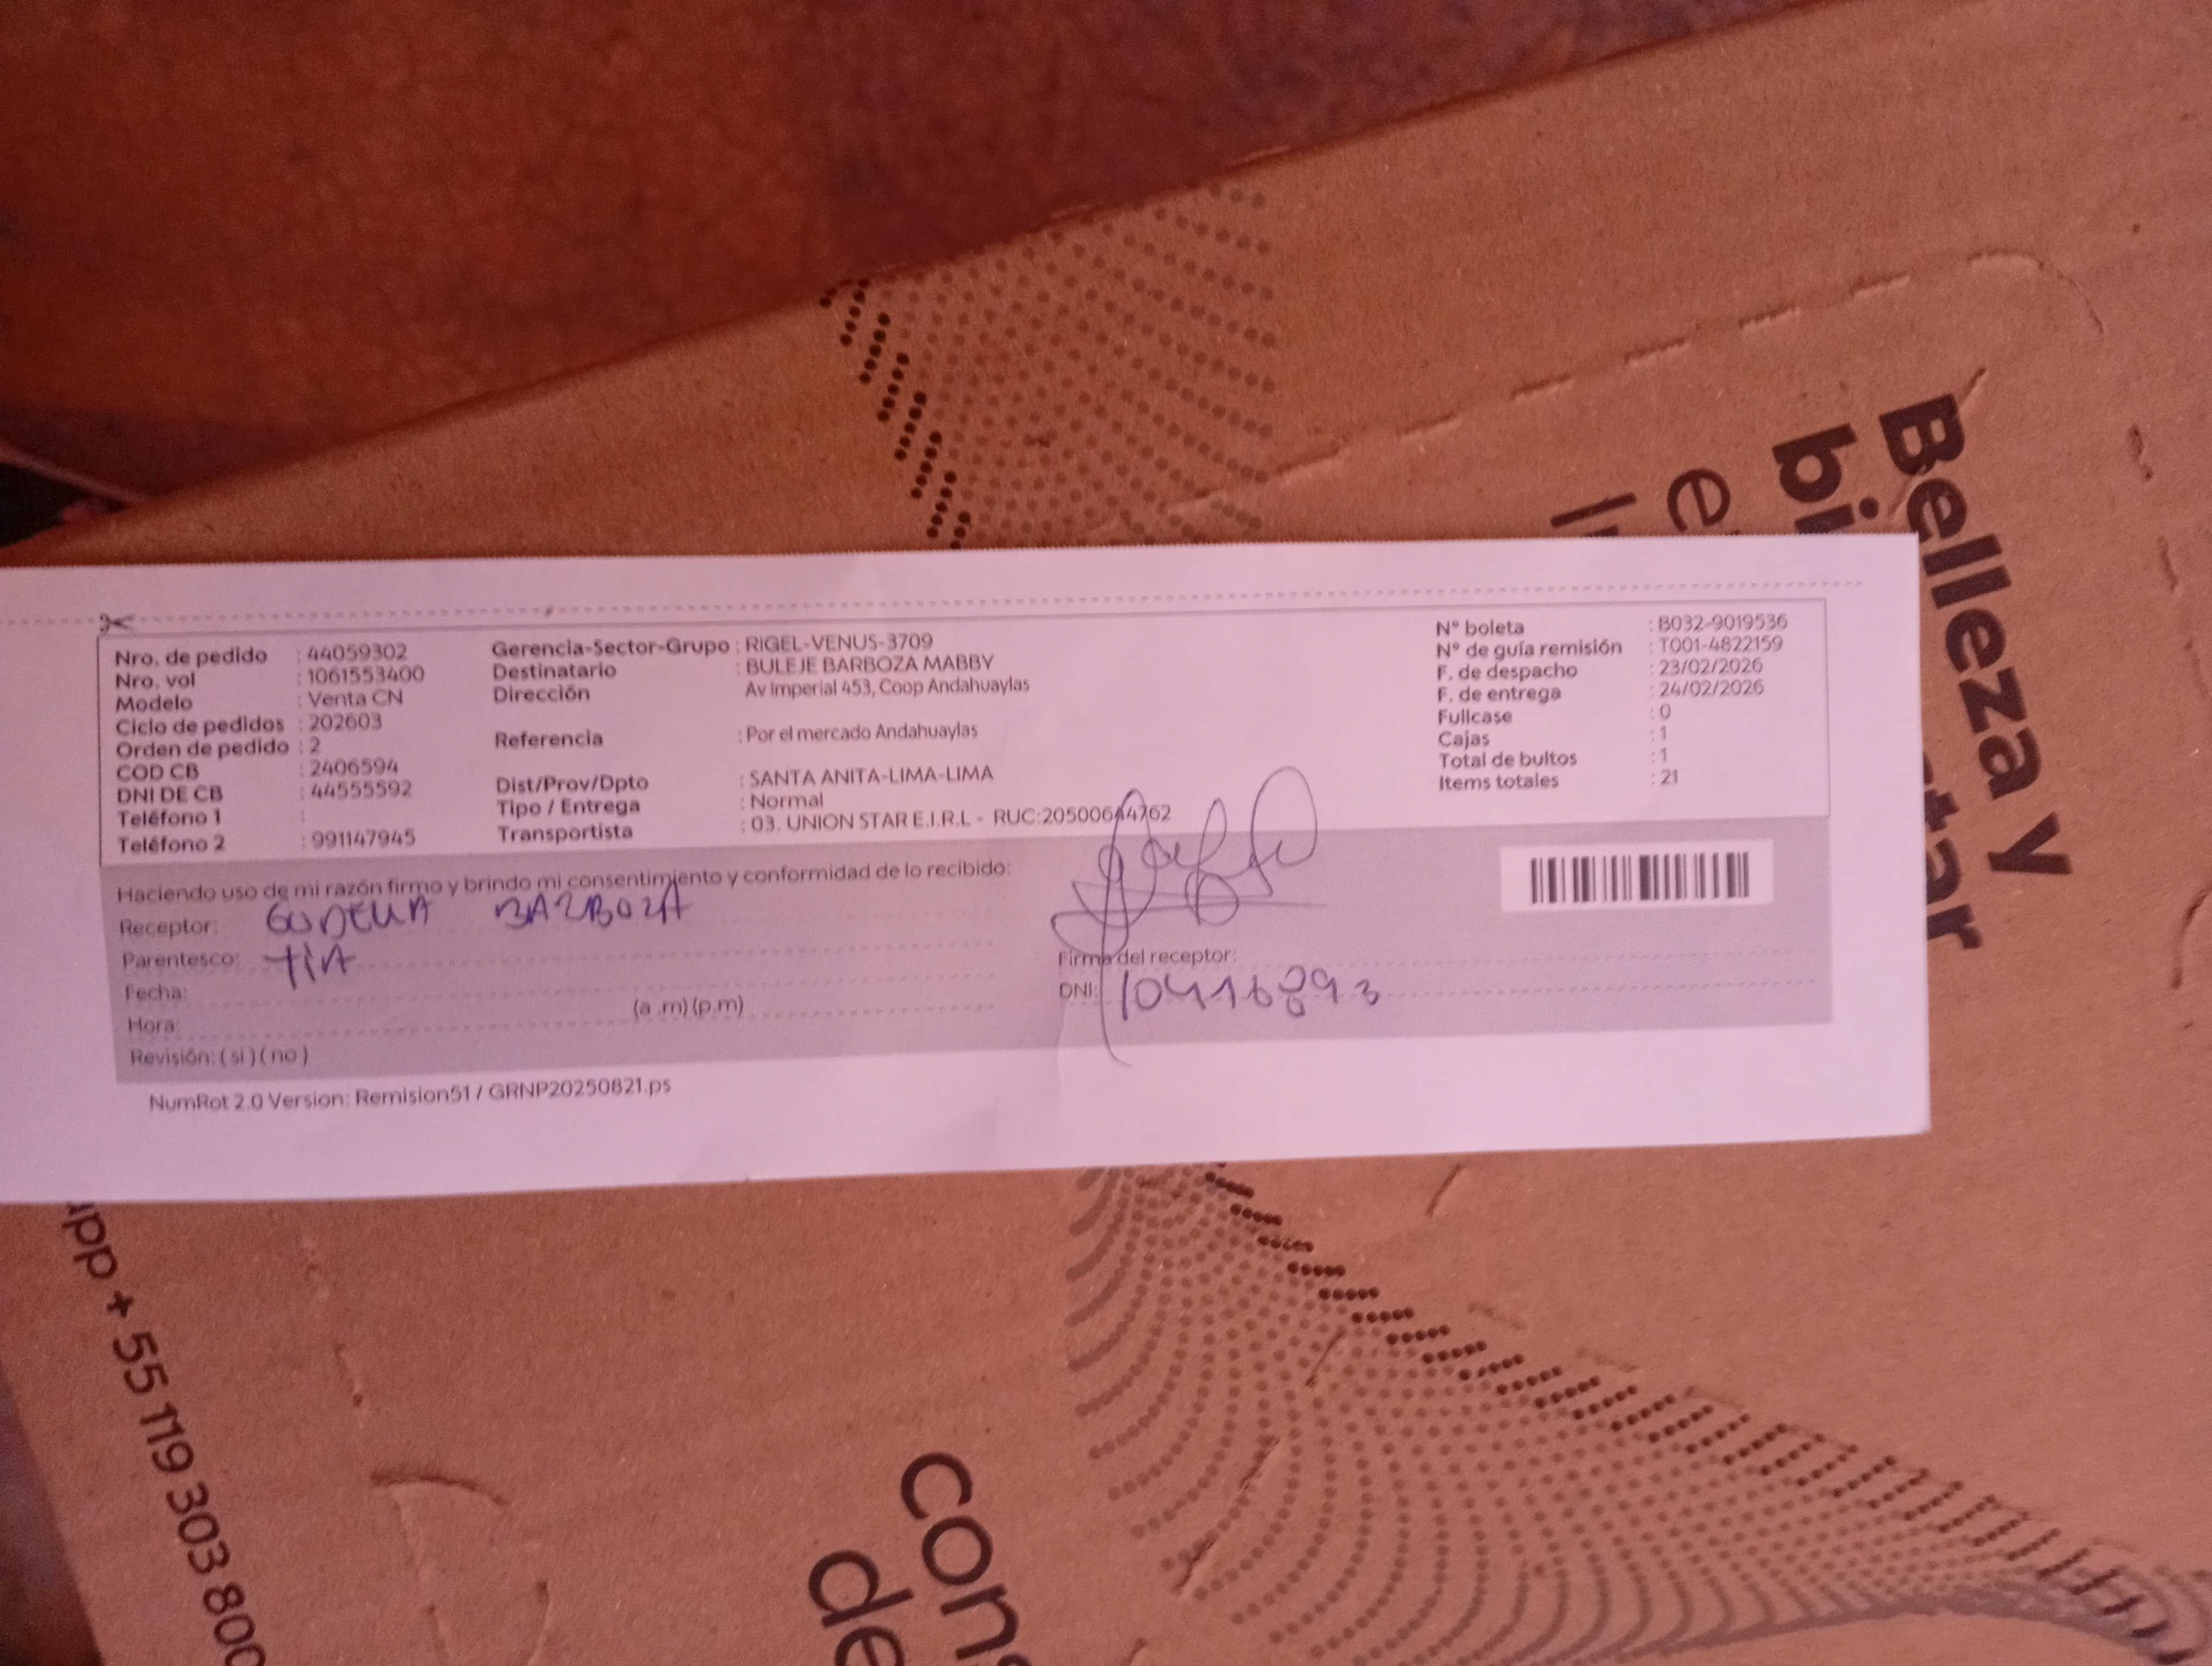 Nro. de pedido : 44059302
Nro. vol : 1061553400
Modelo : Venta CN
Ciclo de pedidos : 202603
Orden de pedido : 2
COD CB : 2406594
DNI DE CB : 44555592
Teléfono 1 :
Teléfono 2 : 991147945
Gerencia-Sector-Grupo : RIGEL-VENUS-3709
Destinatario : BULEJE BARBOZA MABBY
Dirección Av Imperial 453, Coop Andahuaylas
Referencia : Por el mercado Andahuaylas
Dist/Prov/Dpto : SANTA ANITA-LIMA-LIMA
Tipo / Entrega : Normal
Transportista : 03. UNION STAR E.I.R.L - RUC:20500644762
N° boleta : B032-9019536
N° de guía remisión : T001-4822159
F. de despacho : 23/02/2026
F. de entrega : 24/02/2026
Fullcase : 0
Cajas : 1
Total de bultos : 1
Items totales : 21
Haciendo uso de mi razón firmo y brindo mi consentimiento y conformidad de lo recibido:
Receptor: BARBOZA
Parentesco: TIA
Fecha:
Hora: (a .m) (p.m)
Revisión: ( si ) ( no )
Firma del receptor:
DNI: 10416893
NumRot 2.0 Version: Remision51 / GRNP20250821.ps
Belleza y
bi star
e
pp + 55 119 303 800
con
de